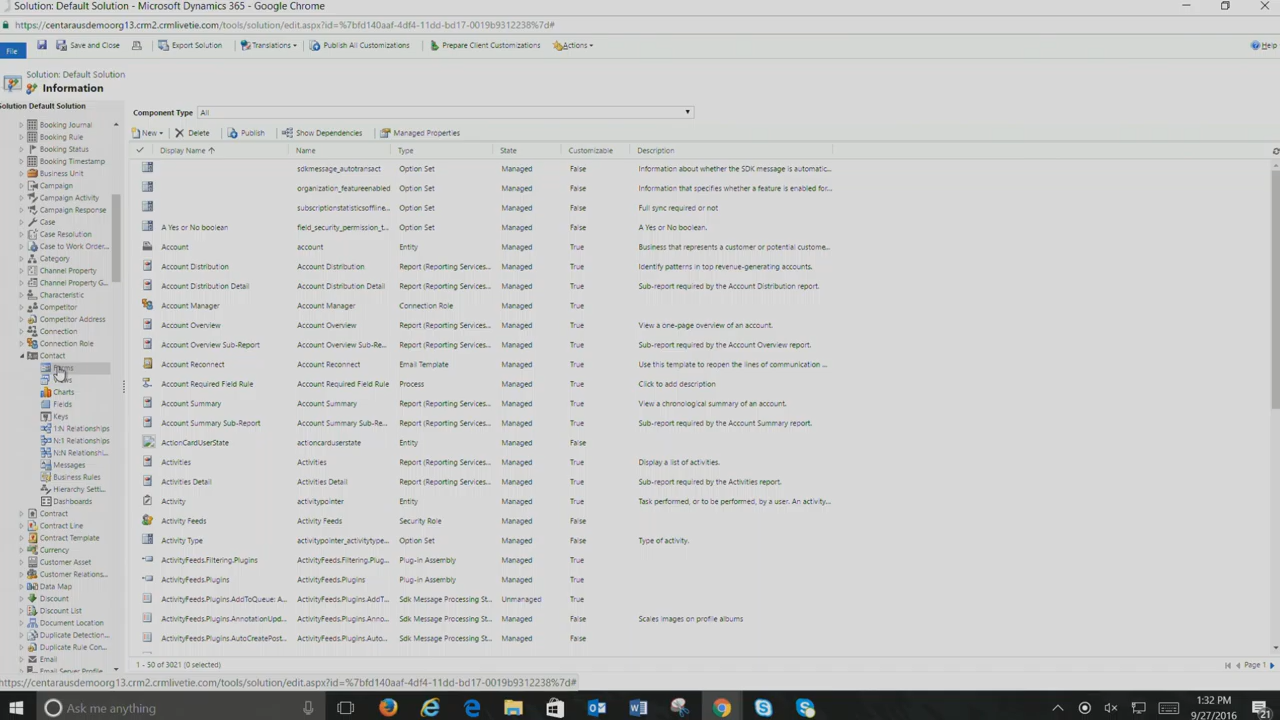 Solution: Default Solution - Microsoft Dynamics 365 - Google Chrome
https://centarausdemoorg13.crm2.crmlivetie.com/tools/solution/edit.aspx?id=%7bfd140aaf-4df4-11dd-bd17-0019b9312238%7d#
File Save and Close Export Solution Translations Publish All Customizations Prepare Client Customizations Actions Help
Solution: Default Solution
Information
Solution Default Solution
Component Type All
New Delete Publish Show Dependencies Managed Properties
Display Name Name Type State Customizable Description
Booking Journal
Booking Rule
Booking Status
Booking Timestamp
Business Unit
Campaign
Campaign Activity
Campaign Response
Case
Case Resolution
Case to Work Order...
Category
Channel Property
Channel Property G...
Characteristic
Competitor
Competitor Address
Connection
Connection Role
Contact
Charts
Fields
Keys
1:N Relationships
N:1 Relationships
N:N Relationshi...
Messages
Business Rules
Hierarchy Setti...
Dashboards
Contract
Contract Line
Contract Template
Currency
Customer Asset
Customer Relations...
Data Map
Discount
Discount List
Document Location
Duplicate Detection...
Duplicate Rule Con...
Email
Email Server Profile
sdkmessage_autotransact Option Set Managed False Information about whether the SDK message is automatic...
organization_featureenabled Option Set Managed False Information that specifies whether a feature is enabled for...
subscriptionstatisticsoffline... Option Set Managed False Full sync required or not
A Yes or No boolean field_security_permission_t... Option Set Managed False A Yes or No boolean.
Account account Entity Managed True Business that represents a customer or potential custome...
Account Distribution Account Distribution Report (Reporting Services... Managed True Identify patterns in top revenue-generating accounts.
Account Distribution Detail Account Distribution Detail Report (Reporting Services... Managed True Sub-report required by the Account Distribution report.
Account Manager Account Manager Connection Role Managed True
Account Overview Account Overview Report (Reporting Services... Managed True View a one-page overview of an account.
Account Overview Sub-Report Account Overview Sub-Re... Report (Reporting Services... Managed True Sub-report required by the Account Overview report.
Account Reconnect Account Reconnect Email Template Managed True Use this template to reopen the lines of communication ...
Account Required Field Rule Account Required Field Rule Process Managed True Click to add description
Account Summary Account Summary Report (Reporting Services... Managed True View a chronological summary of an account.
Account Summary Sub-Report Account Summary Sub-Re... Report (Reporting Services... Managed True Sub-report required by the Account Summary report.
ActionCardUserState actioncarduserstate Entity Managed False
Activities Activities Report (Reporting Services... Managed True Display a list of activities.
Activities Detail Activities Detail Report (Reporting Services... Managed True Sub-report required by the Activities report.
Activity activitypointer Entity Managed True Task performed, or to be performed, by a user. An activity...
Activity Feeds Activity Feeds Security Role Managed False
Activity Type activitypointer_activitytype... Option Set Managed False Type of activity.
ActivityFeeds.Filtering.Plugins ActivityFeeds.Filtering.Plug... Plug-in Assembly Managed True
ActivityFeeds.Plugins ActivityFeeds.Plugins Plug-in Assembly Managed True
ActivityFeeds.Plugins.AddToQueue: A... ActivityFeeds.Plugins.AddT... Sdk Message Processing St... Unmanaged True
ActivityFeeds.Plugins.AnnotationUpd... ActivityFeeds.Plugins.Anno... Sdk Message Processing St... Managed False Scales images on profile albums
ActivityFeeds.Plugins.AutoCreatePost... ActivityFeeds.Plugins.Auto... Sdk Message Processing St... Managed False
1 - 50 of 3021 (0 selected) Page 1
https://centarausdemoorg13.crm2.crmlivetie.com/tools/solution/edit.aspx?id=%7bfd140aaf-4df4-11dd-bd17-0019b9312238%7d#
Ask me anything
1:32 PM
9/27/2016
21